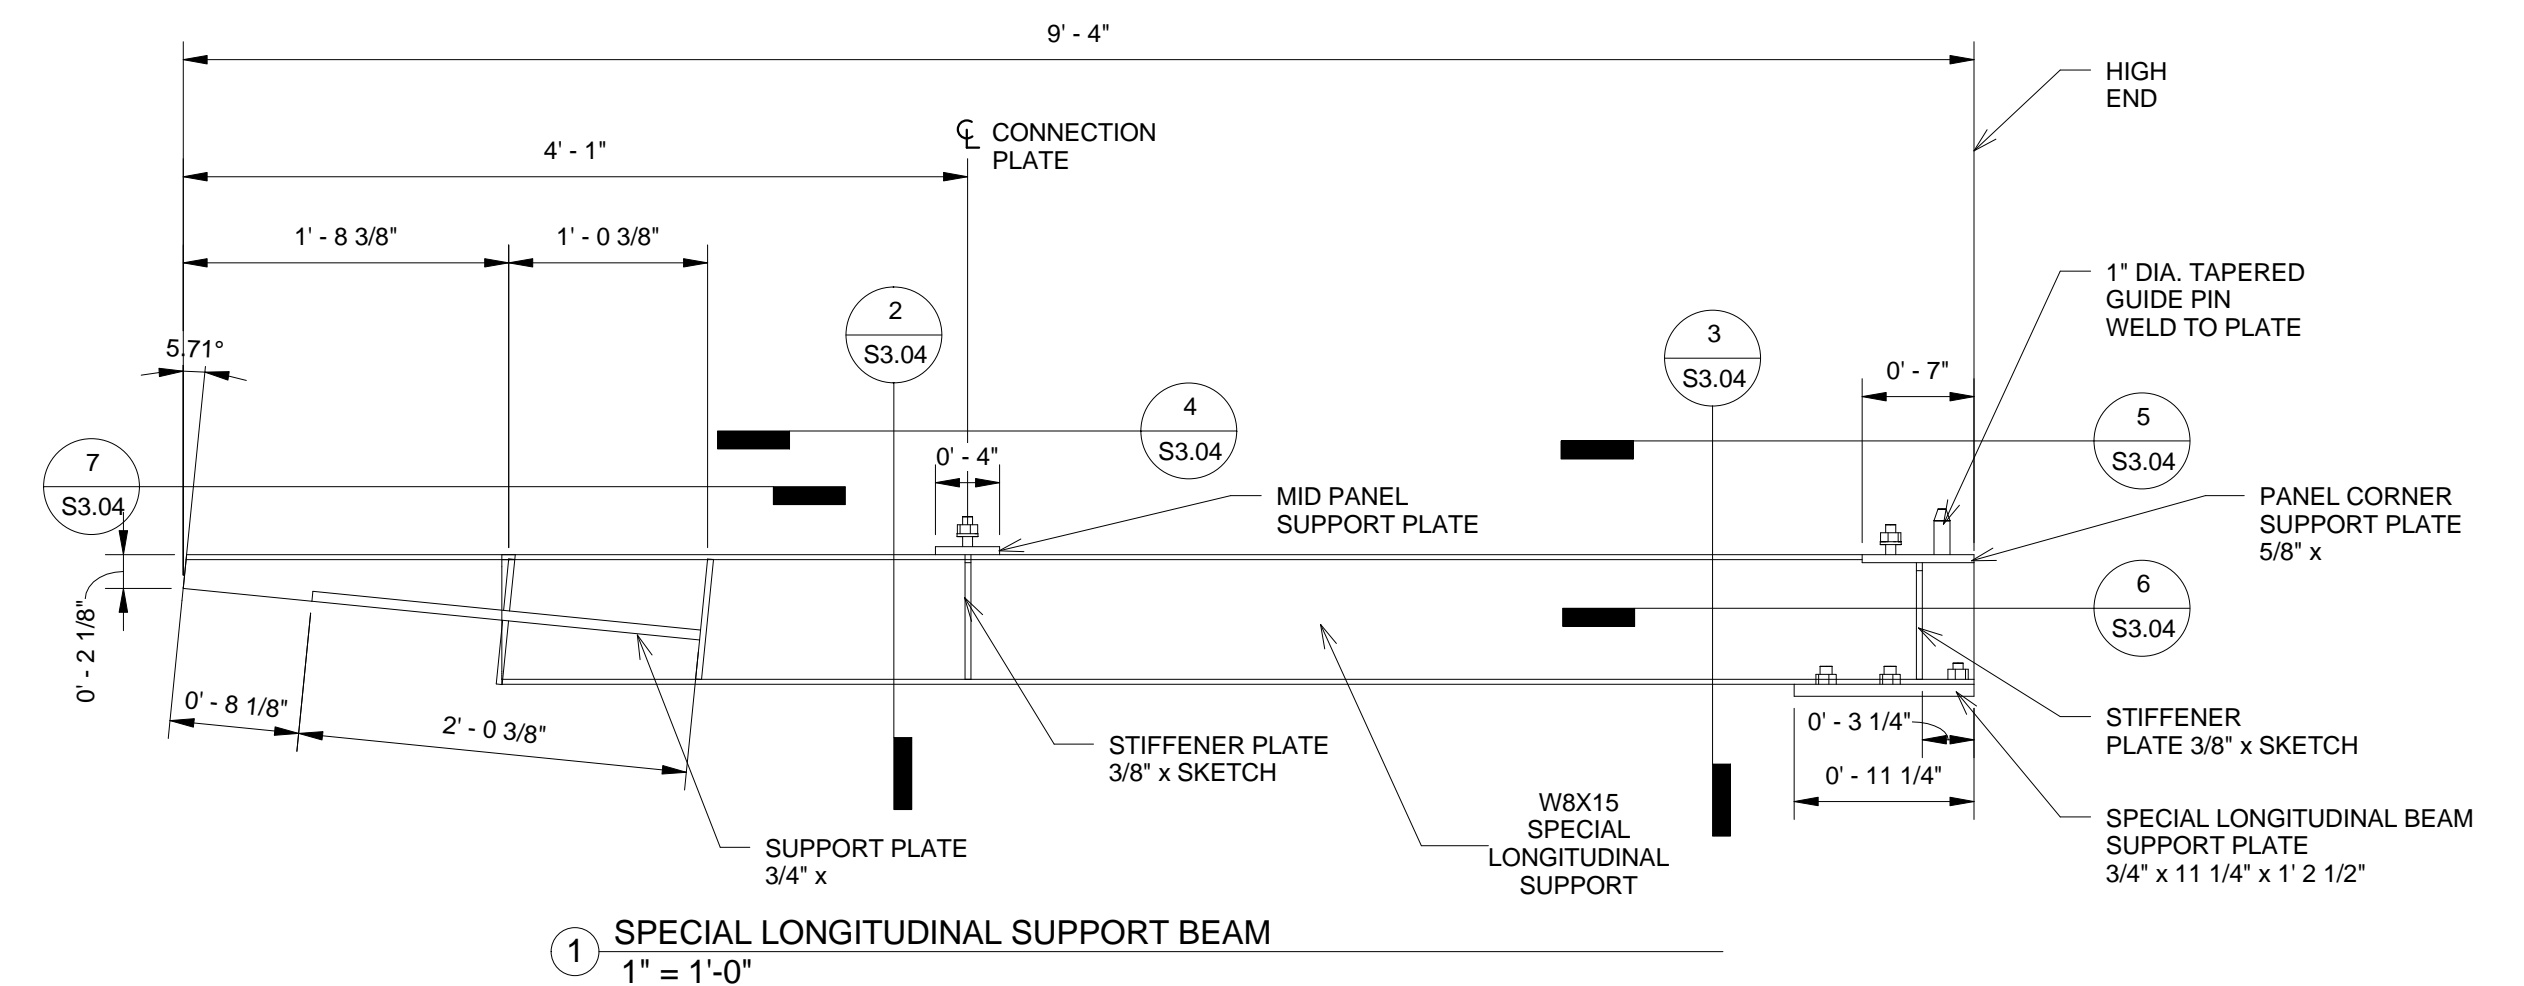 9' - 4"
HIGH
END
℄ CONNECTION
PLATE
4' - 1"
1' - 8 3/8"
1' - 0 3/8"
1" DIA. TAPERED
GUIDE PIN
WELD TO PLATE
2
S3.04
3
S3.04
5.71°
0' - 7"
4
S3.04
5
S3.04
7
S3.04
0' - 4"
MID PANEL
SUPPORT PLATE
PANEL CORNER
SUPPORT PLATE
5/8" x
6
S3.04
0' - 2 1/8"
0' - 8 1/8"
2' - 0 3/8"
STIFFENER PLATE
3/8" x SKETCH
0' - 3 1/4"
STIFFENER
PLATE 3/8" x SKETCH
0' - 11 1/4"
W8X15
SPECIAL
LONGITUDINAL
SUPPORT
SUPPORT PLATE
3/4" x
SPECIAL LONGITUDINAL BEAM
SUPPORT PLATE
3/4" x 11 1/4" x 1' 2 1/2"
1
SPECIAL LONGITUDINAL SUPPORT BEAM
1" = 1'-0"